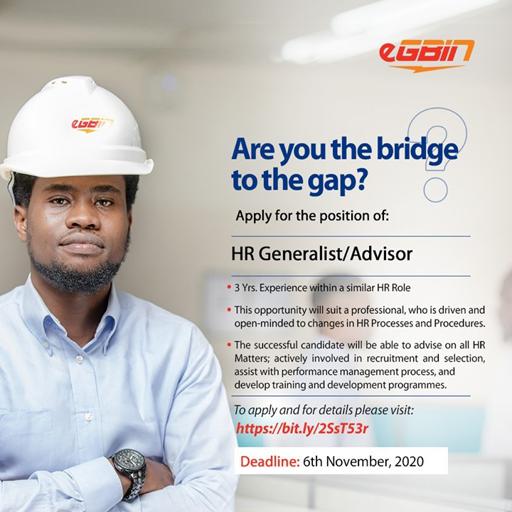 eGBIN
eGBIN
Are you the bridge
to the gap?
?
Apply for the position of:
HR Generalist/Advisor
• 3 Yrs. Experience within a similar HR Role
• This opportunity will suit a professional, who is driven and
open-minded to changes in HR Processes and Procedures.
• The successful candidate will be able to advise on all HR
Matters; actively involved in recruitment and selection,
assist with performance management process, and
develop training and development programmes.
To apply and for details please visit:
https://bit.ly/2SsT53r
Deadline: 6th November, 2020